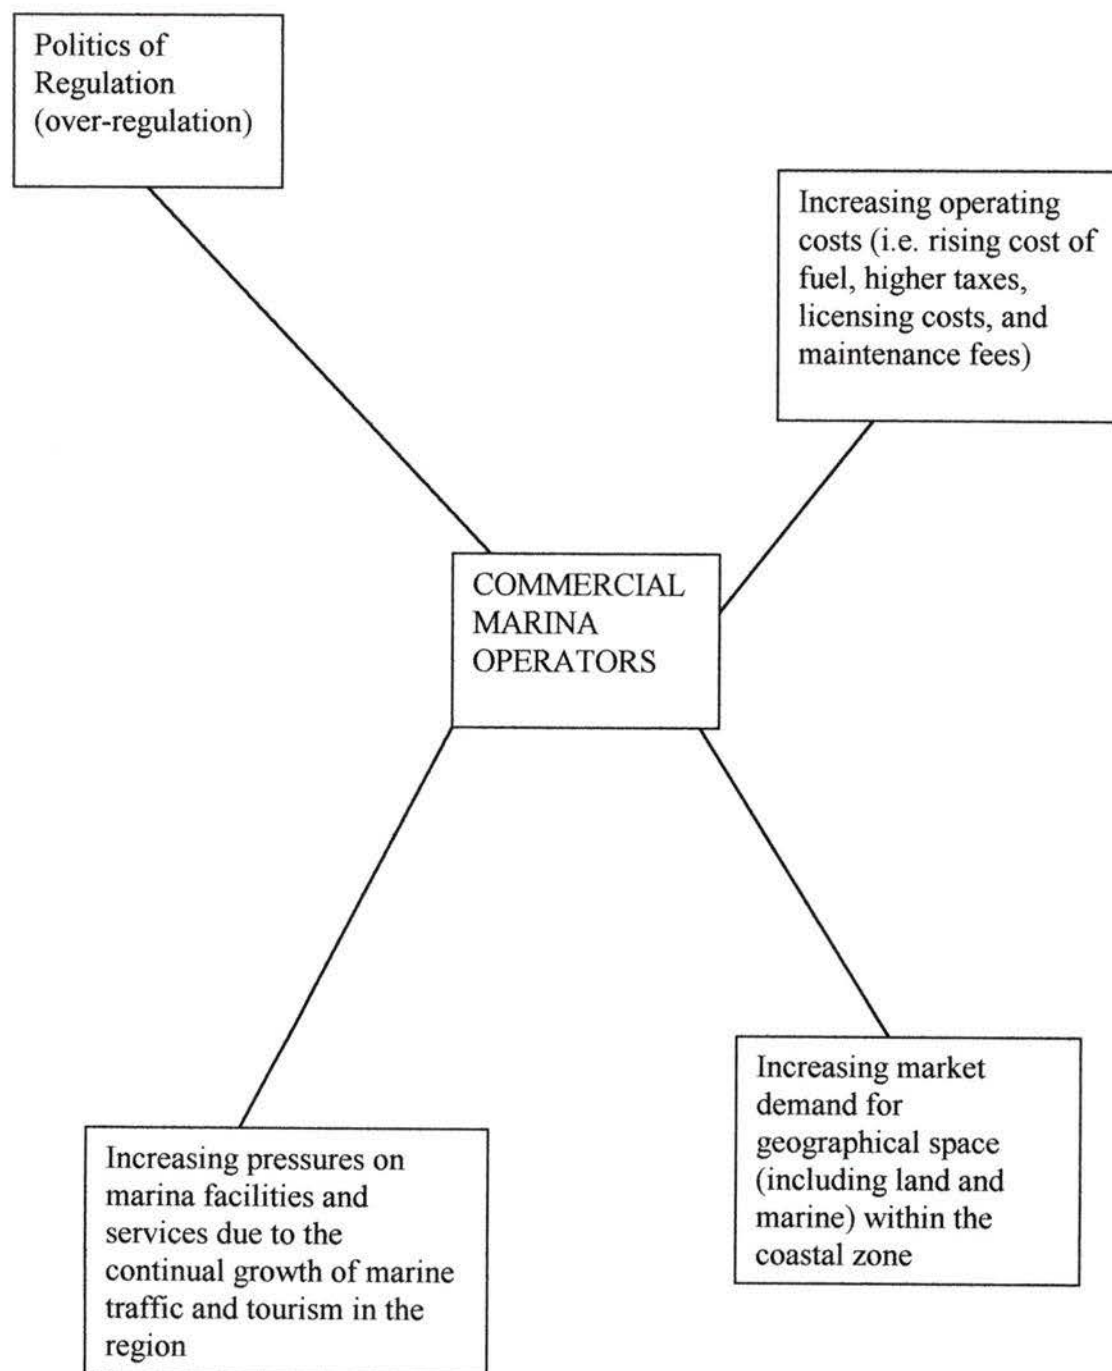 Politics of
Regulation
(over-regulation)
Increasing operating
costs (i.e. rising cost of
fuel, higher taxes,
licensing costs, and
maintenance fees)
COMMERCIAL
MARINA
OPERATORS
Increasing market
demand for
geographical space
(including land and
marine) within the
coastal zone
Increasing pressures on
marina facilities and
services due to the
continual growth of marine
traffic and tourism in the
region